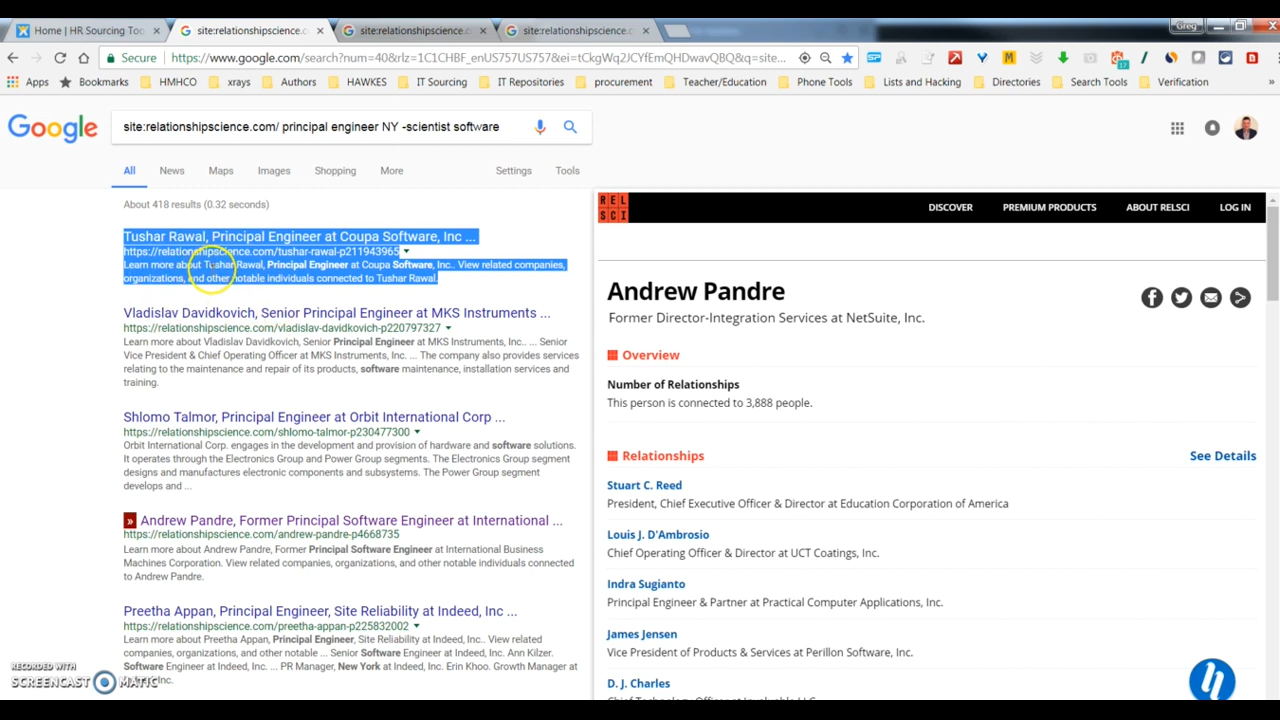 Home | HR Sourcing Too
site:relationshipscience.c
site:relationshipscience.c
site:relationshipscience.c
Greg
Secure
https://www.google.com/search?num=40&rlz=1C1CHBF_enUS757US757&ei=tCkgWq2JCYfEmQHDwavQBQ&q=site...
Apps
Bookmarks
HMHCO
xrays
Authors
HAWKES
IT Sourcing
IT Repositories
procurement
Teacher/Education
Phone Tools
Lists and Hacking
Directories
Search Tools
Verification
Google
site:relationshipscience.com/ principal engineer NY -scientist software
All
News
Maps
Images
Shopping
More
Settings
Tools
About 418 results (0.32 seconds)
Tushar Rawal, Principal Engineer at Coupa Software, Inc ...
https://relationshipscience.com/tushar-rawal-p211943965
Learn more about Tushar Rawal, Principal Engineer at Coupa Software, Inc.. View related companies,
organizations, and other notable individuals connected to Tushar Rawal.
Vladislav Davidkovich, Senior Principal Engineer at MKS Instruments ...
https://relationshipscience.com/vladislav-davidkovich-p220797327
Learn more about Vladislav Davidkovich, Senior Principal Engineer at MKS Instruments, Inc.. ... Senior
Vice President & Chief Operating Officer at MKS Instruments, Inc. ... The company also provides services
relating to the maintenance and repair of its products, software maintenance, installation services and
training.
Shlomo Talmor, Principal Engineer at Orbit International Corp ...
https://relationshipscience.com/shlomo-talmor-p230477300
Orbit International Corp. engages in the development and provision of hardware and software solutions.
It operates through the Electronics Group and Power Group segments. The Electronics Group segment
designs and manufactures electronic components and subsystems. The Power Group segment
develops and ...
» Andrew Pandre, Former Principal Software Engineer at International ...
https://relationshipscience.com/andrew-pandre-p4668735
Learn more about Andrew Pandre, Former Principal Software Engineer at International Business
Machines Corporation. View related companies, organizations, and other notable individuals connected
to Andrew Pandre.
Preetha Appan, Principal Engineer, Site Reliability at Indeed, Inc ...
https://relationshipscience.com/preetha-appan-p225832002
Learn more about Preetha Appan, Principal Engineer, Site Reliability at Indeed, Inc.. View related
companies, organizations, and other notable individuals ... Senior Software Engineer at Indeed, Inc. Ann Kilzer.
Software Engineer at Indeed, Inc. ... PR Manager, New York at Indeed, Inc. Erin Khoo. Growth Manager at
Inc.
RELSCI
DISCOVER
PREMIUM PRODUCTS
ABOUT RELSCI
LOG IN
Andrew Pandre
Former Director-Integration Services at NetSuite, Inc.
Overview
Number of Relationships
This person is connected to 3,888 people.
Relationships
See Details
Stuart C. Reed
President, Chief Executive Officer & Director at Education Corporation of America
Louis J. D'Ambrosio
Chief Operating Officer & Director at UCT Coatings, Inc.
Indra Sugianto
Principal Engineer & Partner at Practical Computer Applications, Inc.
James Jensen
Vice President of Products & Services at Perillon Software, Inc.
D. J. Charles
RECORDED WITH
SCREENCAST MATIC